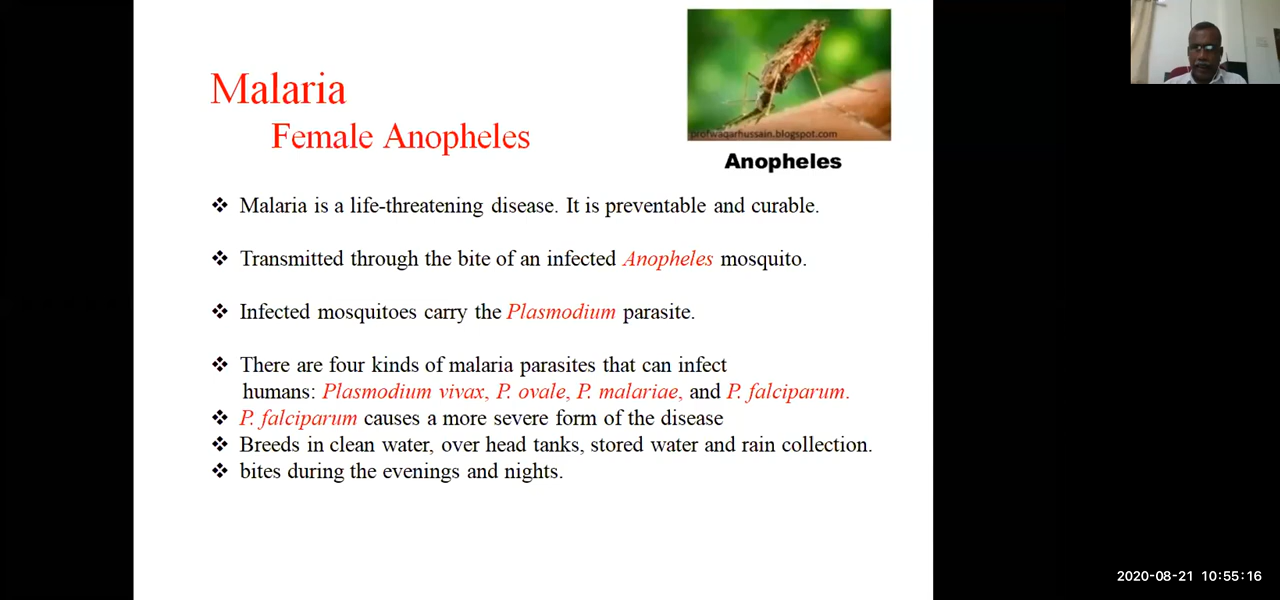 profwaqarhussain.blogspot.com
Anopheles
Malaria
Female Anopheles
❖ Malaria is a life-threatening disease. It is preventable and curable.
❖ Transmitted through the bite of an infected Anopheles mosquito.
❖ Infected mosquitoes carry the Plasmodium parasite.
❖ There are four kinds of malaria parasites that can infect
humans: Plasmodium vivax, P. ovale, P. malariae, and P. falciparum.
❖ P. falciparum causes a more severe form of the disease
❖ Breeds in clean water, over head tanks, stored water and rain collection.
❖ bites during the evenings and nights.
2020-08-21 10:55:16